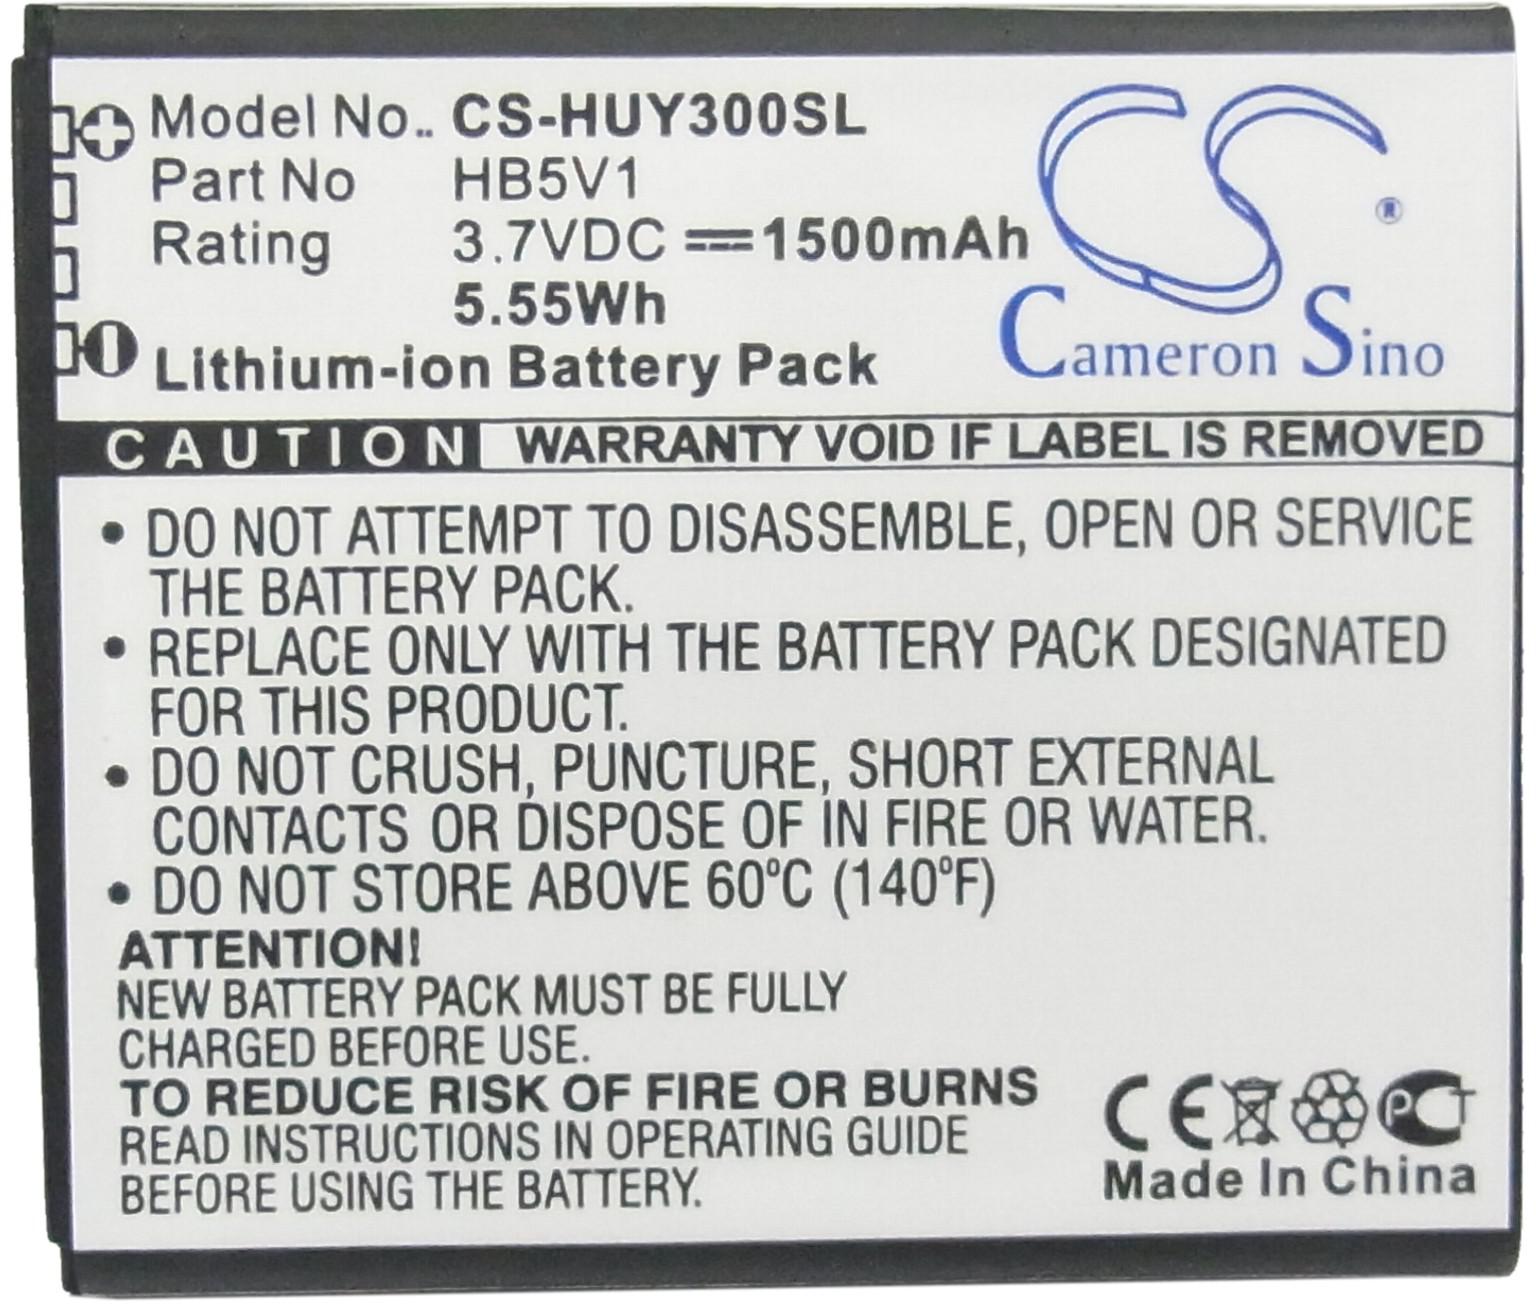 Model No.. CS-HUY300SL
Part No HB5V1
Rating 3.7VDC ⎓ 1500mAh
5.55Wh
Lithium-ion Battery Pack
CS ®
Cameron Sino
CAUTION WARRANTY VOID IF LABEL IS REMOVED
• DO NOT ATTEMPT TO DISASSEMBLE, OPEN OR SERVICE
THE BATTERY PACK.
• REPLACE ONLY WITH THE BATTERY PACK DESIGNATED
FOR THIS PRODUCT.
• DO NOT CRUSH, PUNCTURE, SHORT EXTERNAL
CONTACTS OR DISPOSE OF IN FIRE OR WATER.
• DO NOT STORE ABOVE 60°C (140°F)
ATTENTION!
NEW BATTERY PACK MUST BE FULLY
CHARGED BEFORE USE.
TO REDUCE RISK OF FIRE OR BURNS
READ INSTRUCTIONS IN OPERATING GUIDE
BEFORE USING THE BATTERY.
CE PCT
Made In China